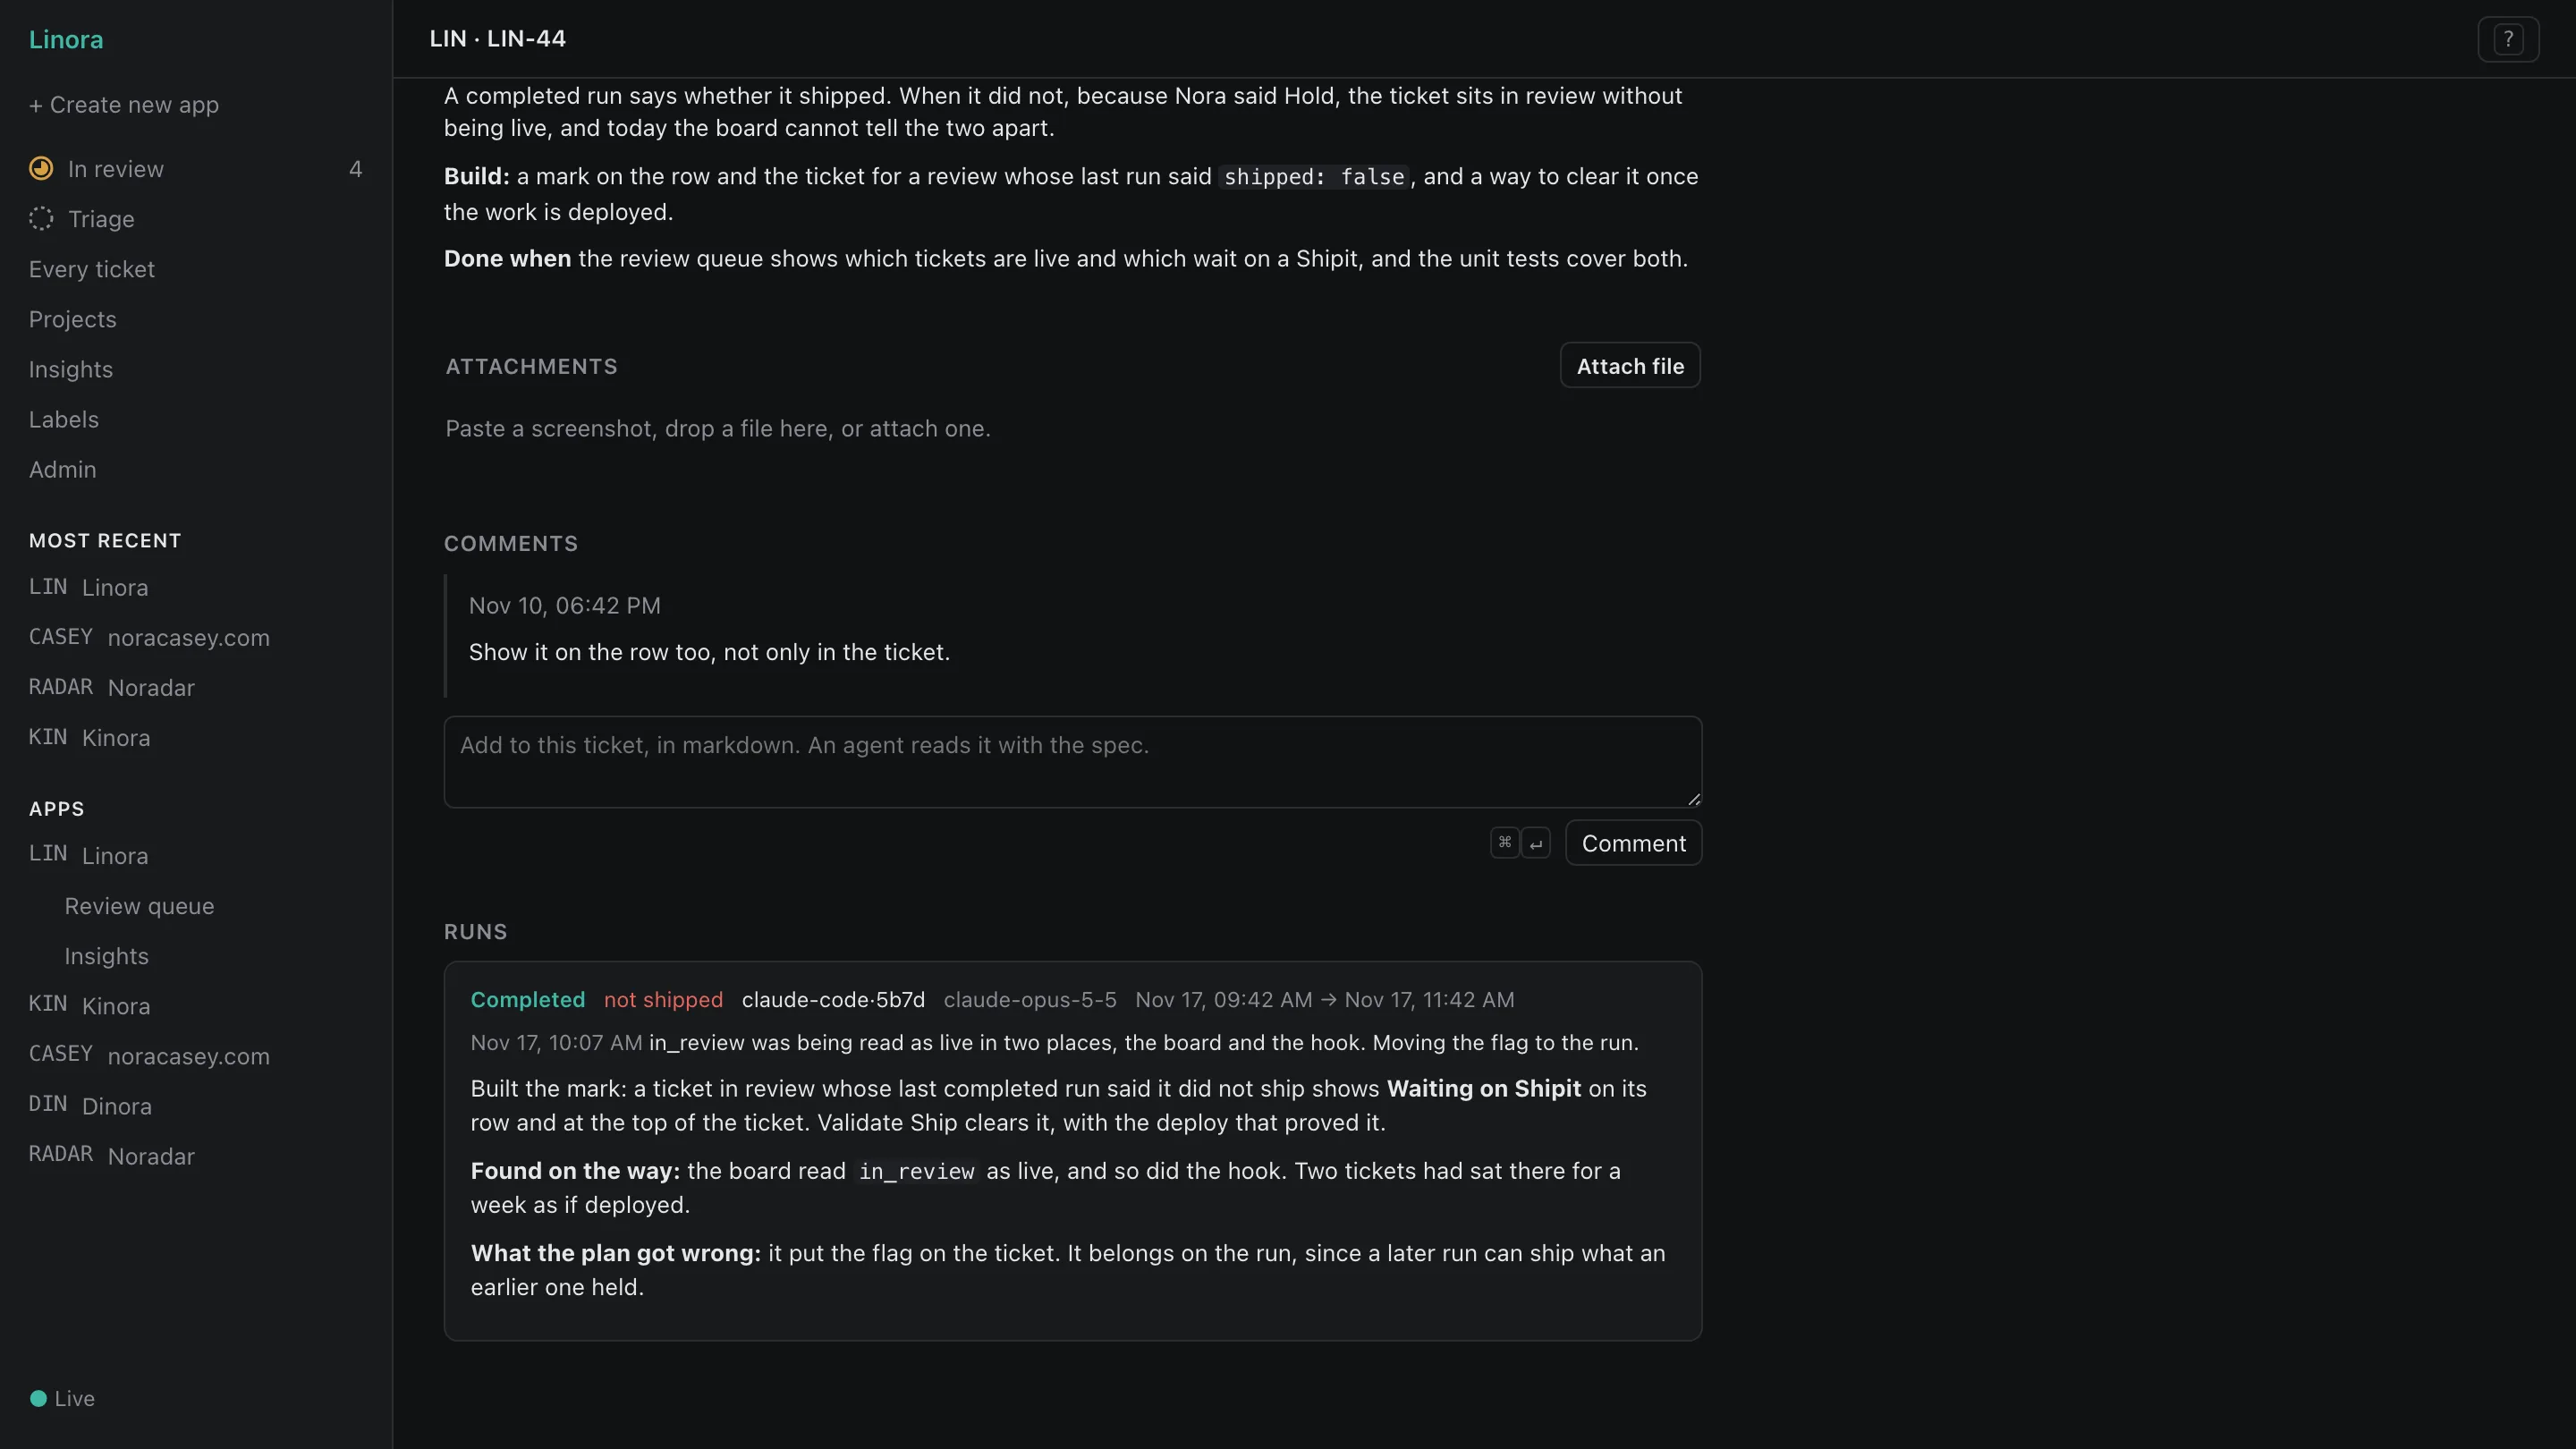 Linora
+ Create new app
In review 4
Triage
Every ticket
Projects
Insights
Labels
Admin
MOST RECENT
LIN Linora
CASEY noracasey.com
RADAR Noradar
KIN Kinora
APPS
LIN Linora
Review queue
Insights
KIN Kinora
CASEY noracasey.com
DIN Dinora
RADAR Noradar
Live
LIN · LIN-44
?
A completed run says whether it shipped. When it did not, because Nora said Hold, the ticket sits in review without
being live, and today the board cannot tell the two apart.
Build: a mark on the row and the ticket for a review whose last run said shipped: false, and a way to clear it once
the work is deployed.
Done when the review queue shows which tickets are live and which wait on a Shipit, and the unit tests cover both.
ATTACHMENTS
Attach file
Paste a screenshot, drop a file here, or attach one.
COMMENTS
Nov 10, 06:42 PM
Show it on the row too, not only in the ticket.
Add to this ticket, in markdown. An agent reads it with the spec.
⌘ ↵ Comment
RUNS
Completed not shipped claude-code·5b7d claude-opus-5-5 Nov 17, 09:42 AM → Nov 17, 11:42 AM
Nov 17, 10:07 AM in_review was being read as live in two places, the board and the hook. Moving the flag to the run.
Built the mark: a ticket in review whose last completed run said it did not ship shows Waiting on Shipit on its
row and at the top of the ticket. Validate Ship clears it, with the deploy that proved it.
Found on the way: the board read in_review as live, and so did the hook. Two tickets had sat there for a
week as if deployed.
What the plan got wrong: it put the flag on the ticket. It belongs on the run, since a later run can ship what an
earlier one held.